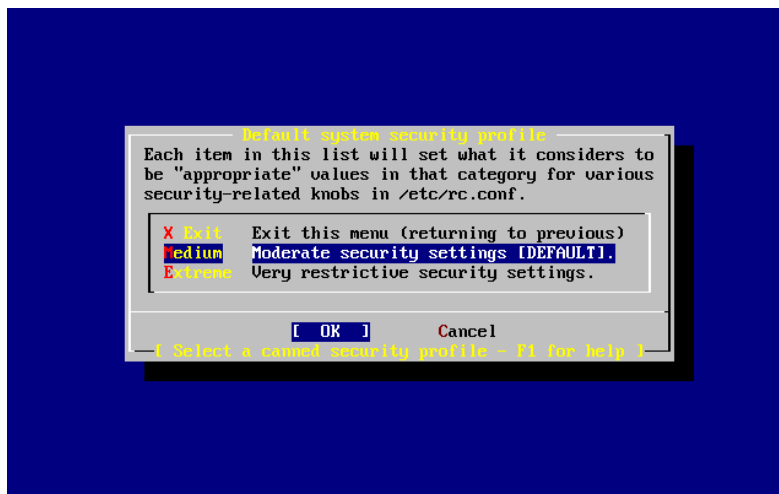 Default system security profile
Each item in this list will set what it considers to
be "appropriate" values in that category for various
security-related knobs in /etc/rc.conf.
X Exit Exit this menu (returning to previous)
Medium Moderate security settings [DEFAULT].
Extreme Very restrictive security settings.
[ OK ] Cancel
[ Select a canned security profile - F1 for help ]